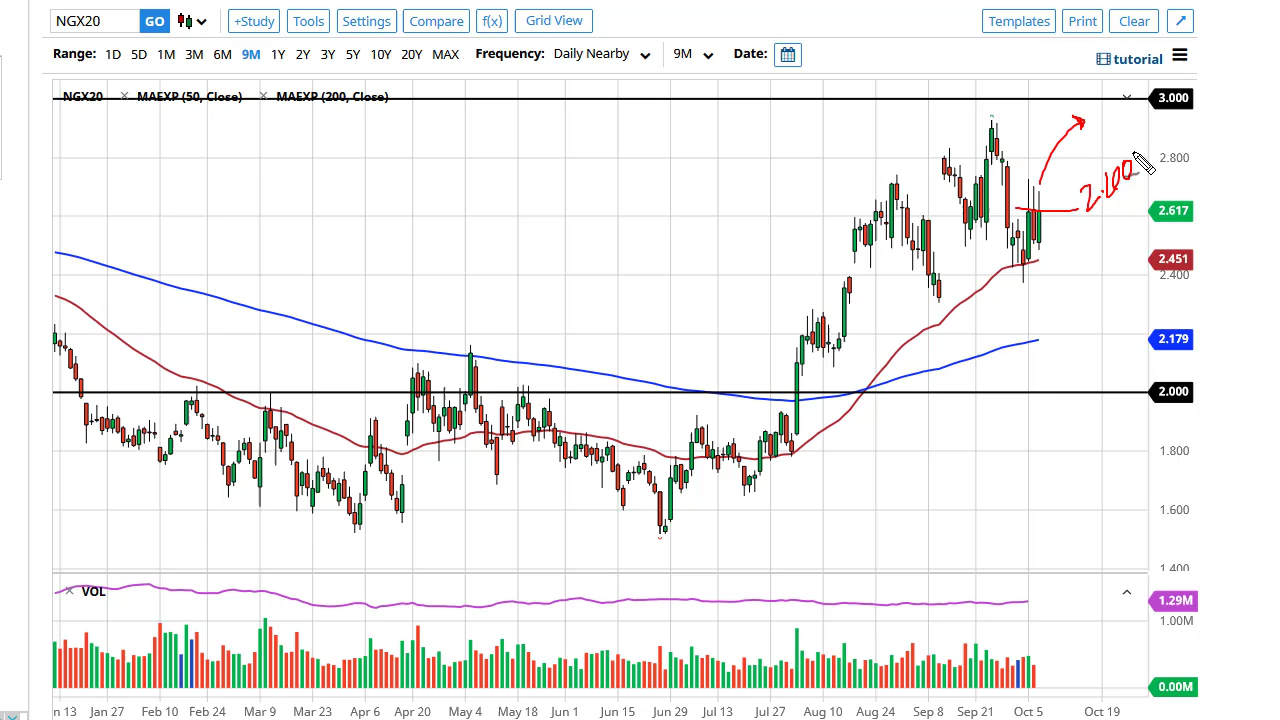 NGX20 GO +Study Tools Settings Compare f(x) Grid View Templates Print Clear
Range: 1D 5D 1M 3M 6M 9M 1Y 2Y 3Y 5Y 10Y 20Y MAX Frequency: Daily Nearby 9M Date: tutorial
NGX20 MAEXP (50, Close) MAEXP (200, Close)
3.000
2.800
2.617
2.451
2.400
2.179
2.000
1.800
1.600
1.400
VOL
1.29M
1.00M
0.00M
n 13 Jan 27 Feb 10 Feb 24 Mar 9 Mar 23 Apr 6 Apr 20 May 4 May 18 Jun 1 Jun 15 Jun 29 Jul 13 Jul 27 Aug 10 Aug 24 Sep 8 Sep 21 Oct 5 Oct 19